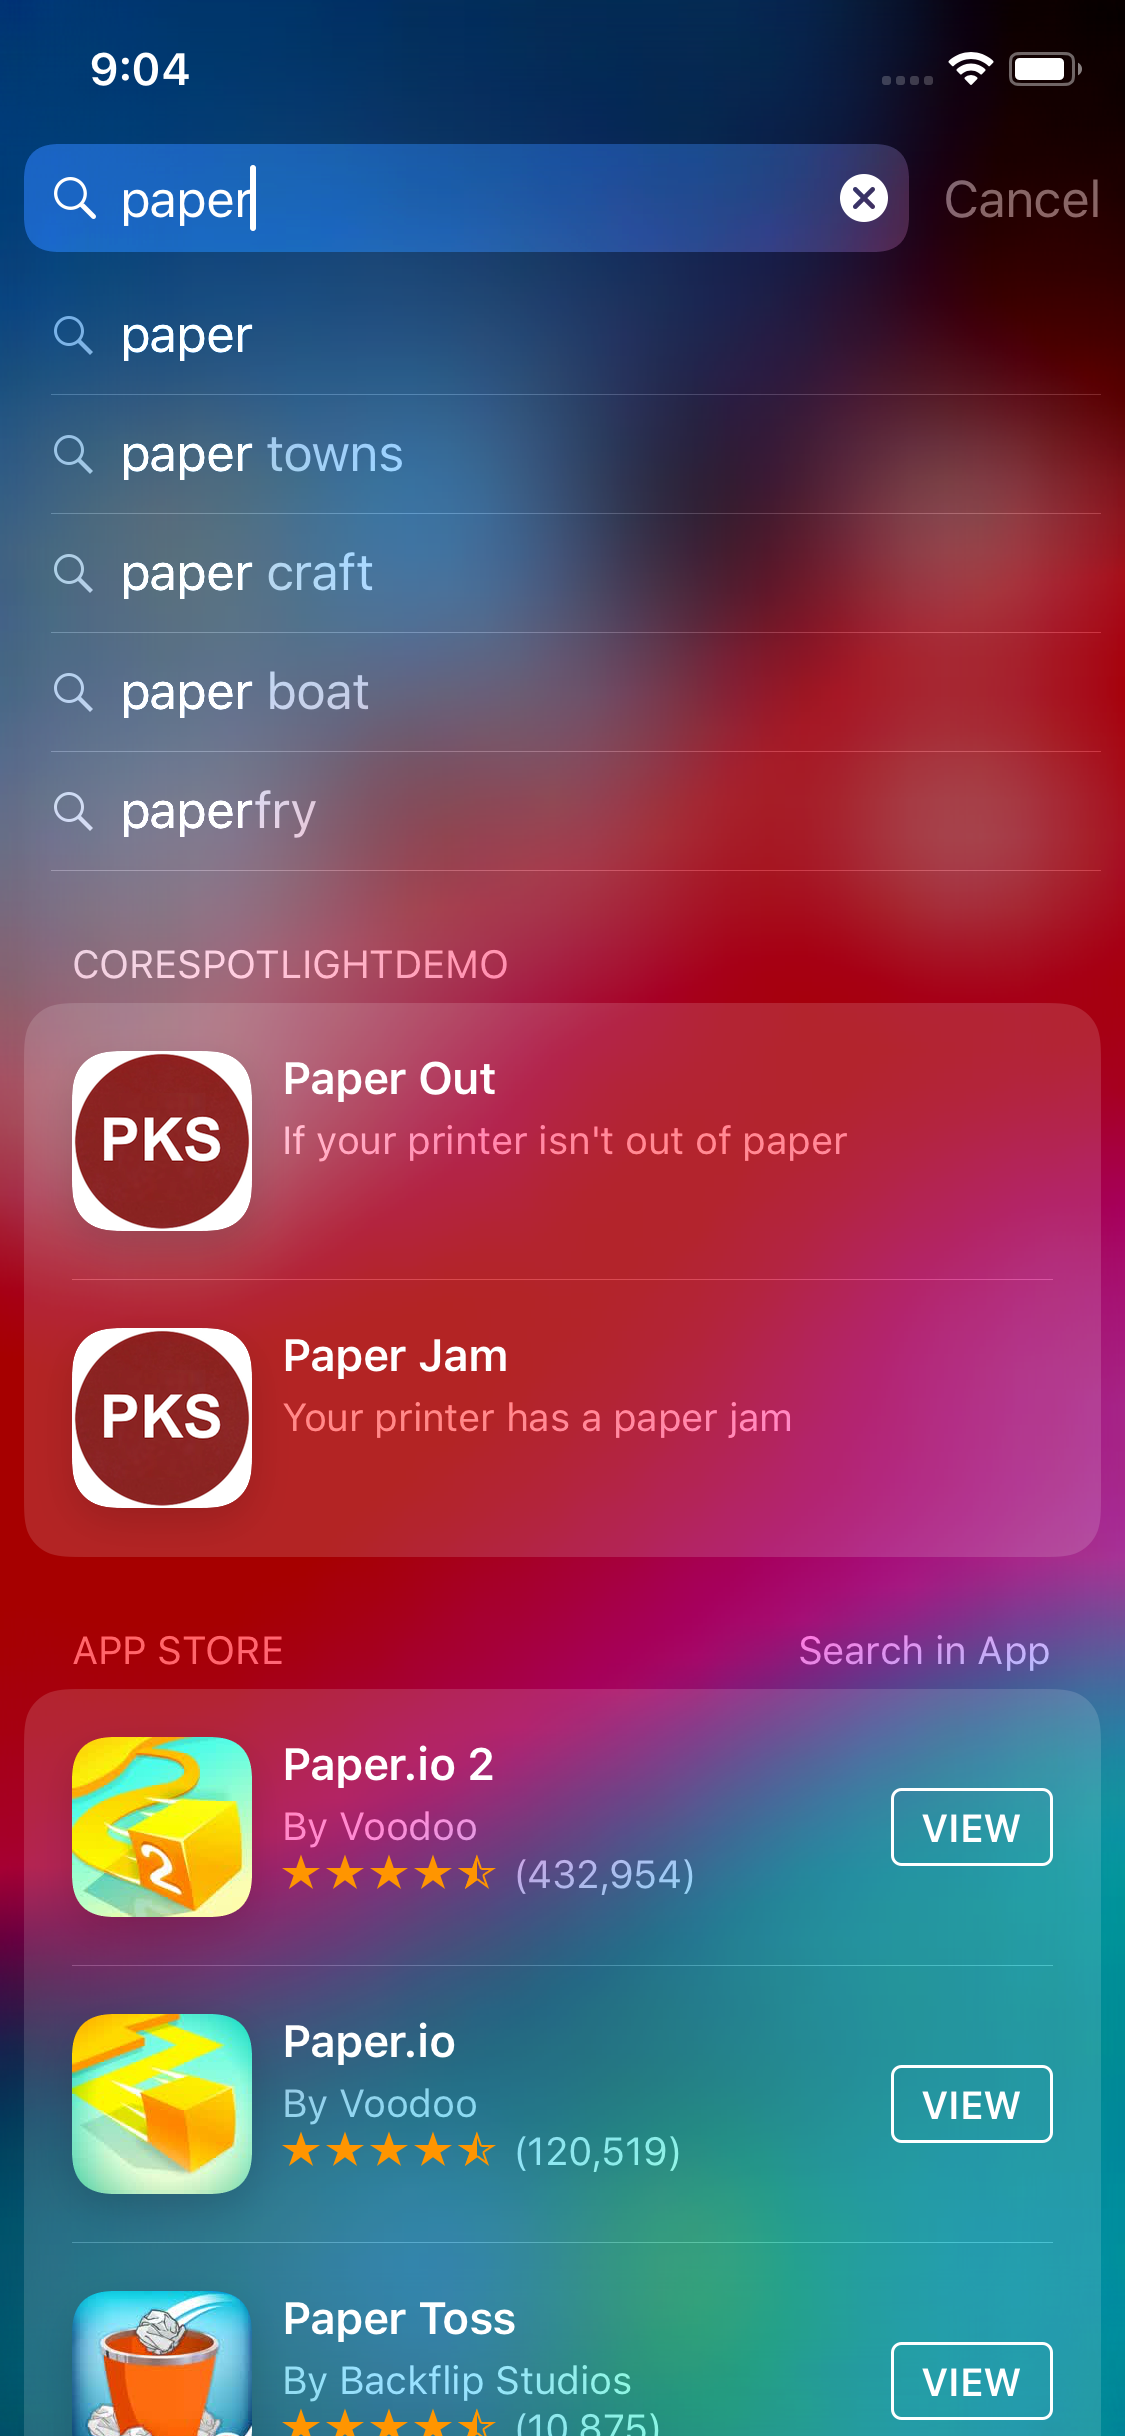 9:04
paper
Cancel
paper
paper towns
paper craft
paper boat
paperfry
CORESPOTLIGHTDEMO
PKS
Paper Out
If your printer isn't out of paper
PKS
Paper Jam
Your printer has a paper jam
APP STORE
Search in App
2
Paper.io 2
By Voodoo
(432,954)
VIEW
Paper.io
By Voodoo
(120,519)
VIEW
Paper Toss
By Backflip Studios
(10,875)
VIEW